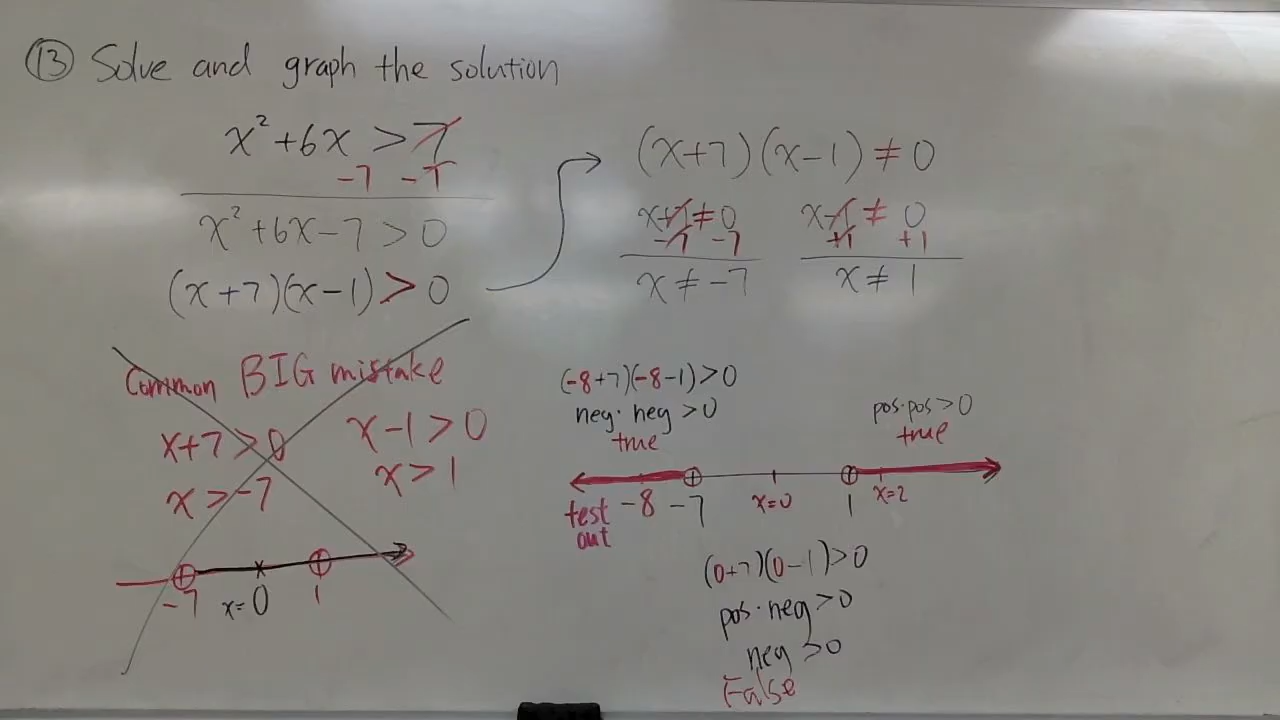 ⑬ Solve and graph the solution
x² + 6x > 7
-7 -7
x² + 6x - 7 > 0
(x+7)(x-1) > 0
(x+7)(x-1) ≠ 0
x+7 ≠ 0
-7 -7
x ≠ -7
x-1 ≠ 0
+1 +1
x ≠ 1
Common BIG mistake
x+7 > 0
x > -7
x-1 > 0
x > 1
-7 x=0 1
(-8+7)(-8-1) > 0
neg · neg > 0
true
pos·pos > 0
true
test out
-8 -7 x=0 1 x=2
(0+7)(0-1) > 0
pos · neg > 0
neg > 0
False